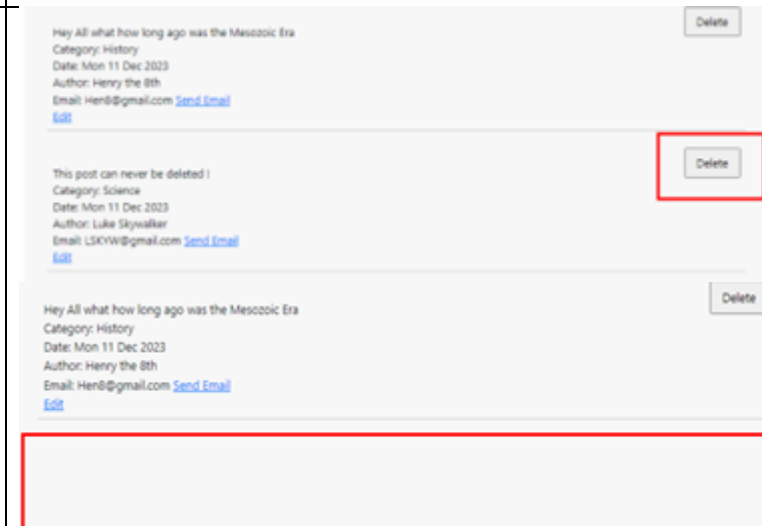 Delete
Hey All what how long ago was the Mesozoic Era
Category: History
Date: Mon 11 Dec 2023
Author: Henry the 8th
Email: Hen8@gmail.com Send Email
Edit
Delete
This post can never be deleted !
Category: Science
Date: Mon 11 Dec 2023
Author: Luke Skywalker
Email: LSKYW@gmail.com Send Email
Edit
Delete
Hey All what how long ago was the Mesozoic Era
Category: History
Date: Mon 11 Dec 2023
Author: Henry the 8th
Email: Hen8@gmail.com Send Email
Edit